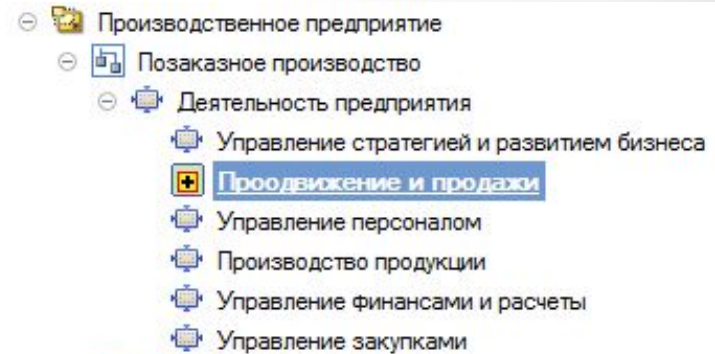 Производственное предприятие
Позаказное производство
Деятельность предприятия
Управление стратегией и развитием бизнеса
Проодвижение и продажи
Управление персоналом
Производство продукции
Управление финансами и расчеты
Управление закупками